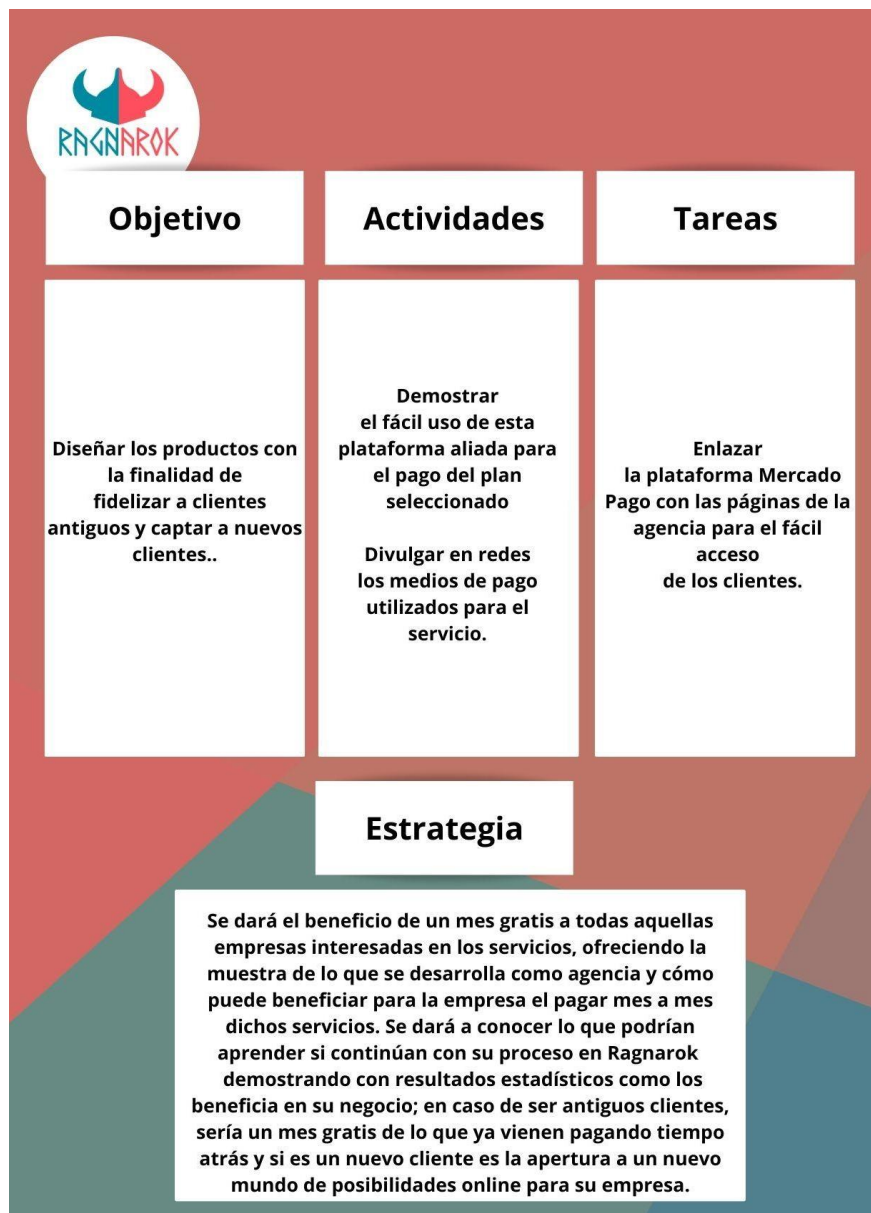 RAGNAROK
Objetivo
Actividades
Tareas
Diseñar los productos con
la finalidad de
fidelizar a clientes
antiguos y captar a nuevos
clientes..
Demostrar
el fácil uso de esta
plataforma aliada para
el pago del plan
seleccionado
Divulgar en redes
los medios de pago
utilizados para el
servicio.
Enlazar
la plataforma Mercado
Pago con las páginas de la
agencia para el fácil
acceso
de los clientes.
Estrategia
Se dará el beneficio de un mes gratis a todas aquellas
empresas interesadas en los servicios, ofreciendo la
muestra de lo que se desarrolla como agencia y cómo
puede beneficiar para la empresa el pagar mes a mes
dichos servicios. Se dará a conocer lo que podrían
aprender si continúan con su proceso en Ragnarok
demostrando con resultados estadísticos como los
beneficia en su negocio; en caso de ser antiguos clientes,
sería un mes gratis de lo que ya vienen pagando tiempo
atrás y si es un nuevo cliente es la apertura a un nuevo
mundo de posibilidades online para su empresa.